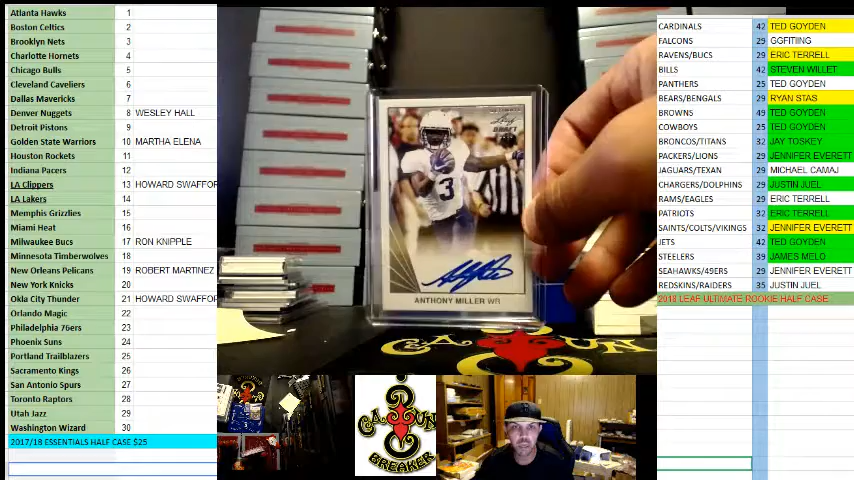 Atlanta Hawks 1
Boston Celtics 2
Brooklyn Nets 3
Charlotte Hornets 4
Chicago Bulls 5
Cleveland Cavaliers 6
Dallas Mavericks 7
Denver Nuggets 8 WESLEY HALL
Detroit Pistons 9
Golden State Warriors 10 MARTHA ELENA
Houston Rockets 11
Indiana Pacers 12
LA Clippers 13 HOWARD SWAFFOR
LA Lakers 14
Memphis Grizzlies 15
Miami Heat 16
Milwaukee Bucs 17 RON KNIPPLE
Minnesota Timberwolves 18
New Orleans Pelicans 19 ROBERT MARTINEZ
New York Knicks 20
Okla City Thunder 21 HOWARD SWAFFOR
Orlando Magic 22
Philadelphia 76ers 23
Phoenix Suns 24
Portland Trailblazers 25
Sacramento Kings 26
San Antonio Spurs 27
Toronto Raptors 28
Utah Jazz 29
Washington Wizard 30
2017/18 ESSENTIALS HALF CASE $25
Leaf
DRAFT
3
ANTHONY MILLER WR
CAJUN
CAJUN
BREAKER
CARDINALS 42 TED GOYDEN
FALCONS 29 GGFITIING
RAVENS/BUCS 29 ERIC TERRELL
BILLS 42 STEVEN WILLET
PANTHERS 25 TED GOYDEN
BEARS/BENGALS 29 RYAN STAS
BROWNS 49 TED GOYDEN
COWBOYS 25 TED GOYDEN
BRONCOS/TITANS 32 JAY TOSKEY
PACKERS/LIONS 29 JENNIFER EVERETT
JAGUARS/TEXAN 29 MICHAEL CAMAJ
CHARGERS/DOLPHINS 29 JUSTIN JUEL
RAMS/EAGLES 29 ERIC TERRELL
PATRIOTS 32 ERIC TERRELL
SAINTS/COLTS/VIKINGS 32 JENNIFER EVERETT
JETS 42 TED GOYDEN
STEELERS 39 JAMES MELO
SEAHAWKS/49ERS 29 JENNIFER EVERETT
REDSKINS/RAIDERS 35 JUSTIN JUEL
2018 LEAF ULTIMATE ROOKIE HALF CASE